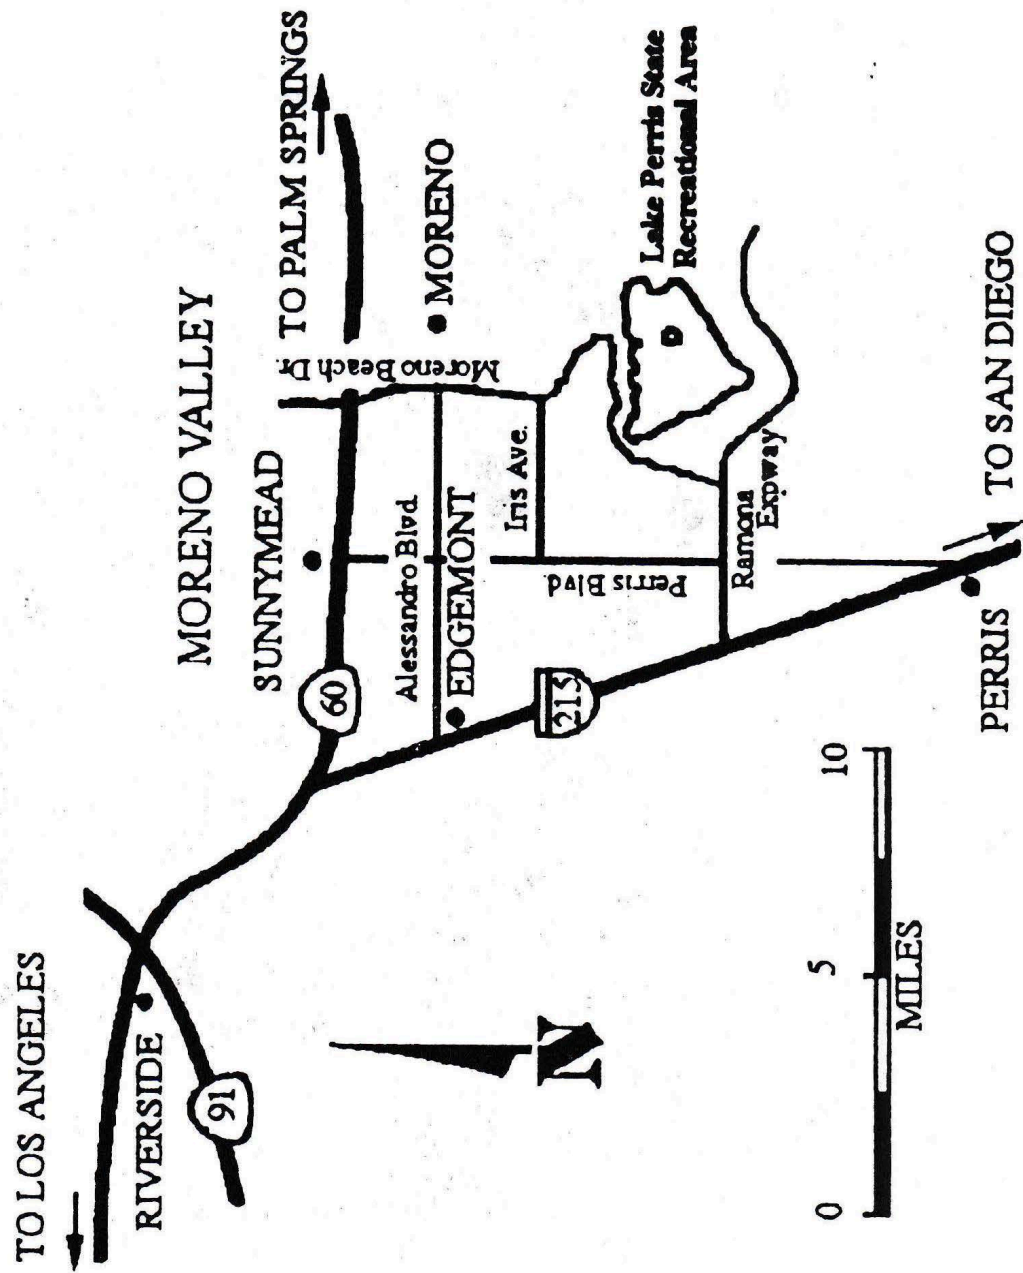 TO LOS ANGELES
RIVERSIDE
91
MORENO VALLEY
SUNNYMEAD
60
TO PALM SPRINGS
Moreno Beach Dr.
MORENO
Alessandro Blvd.
EDGEMONT
Iris Ave.
215
Perris Blvd.
Lake Perris State
Recreational Area
Ramona
Expway
PERRIS
TO SAN DIEGO
N
0 5 10
MILES